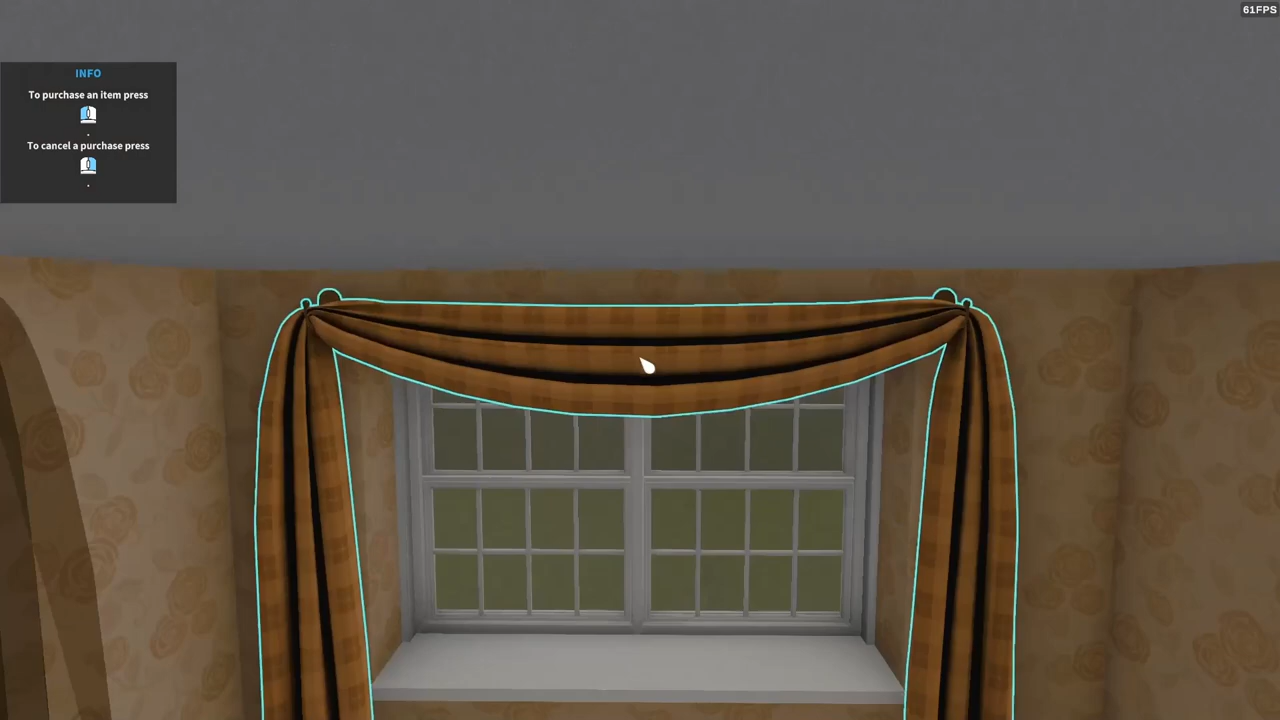 61FPS
INFO
To purchase an item press
.
To cancel a purchase press
.